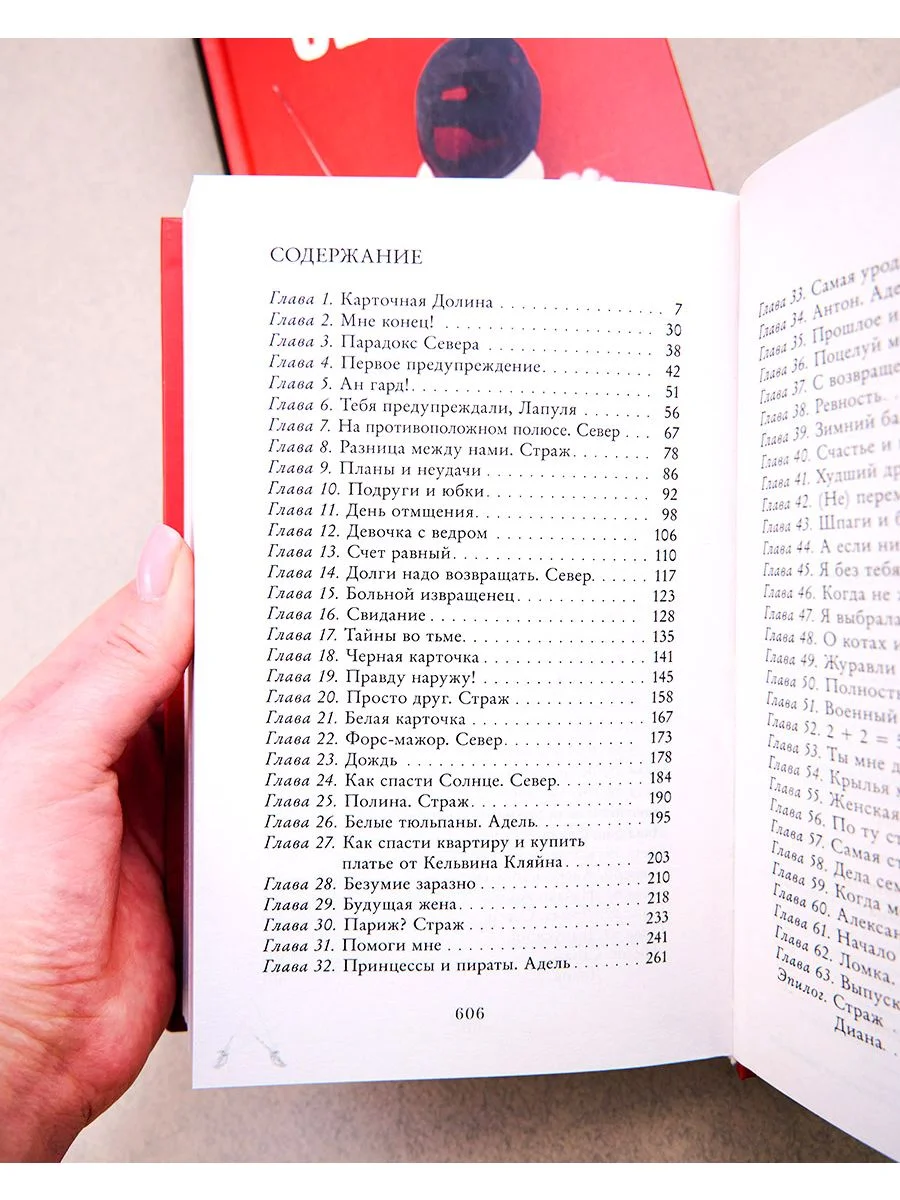 СОДЕРЖАНИЕ
Глава 1. Карточная Долина . . . . . . . . . . . . . . . . . 7
Глава 2. Мне конец! . . . . . . . . . . . . . . . . . . . . . 30
Глава 3. Парадокс Севера . . . . . . . . . . . . . . . . . 38
Глава 4. Первое предупреждение. . . . . . . . . . . . 42
Глава 5. Ан гард!. . . . . . . . . . . . . . . . . . . . . . . . 51
Глава 6. Тебя предупреждали, Лапуля . . . . . . . . 56
Глава 7. На противоположном полюсе. Север . . . 67
Глава 8. Разница между нами. Страж. . . . . . . . . 78
Глава 9. Планы и неудачи . . . . . . . . . . . . . . . . . 86
Глава 10. Подруги и юбки. . . . . . . . . . . . . . . . . 92
Глава 11. День отмщения. . . . . . . . . . . . . . . . . . 98
Глава 12. Девочка с ведром . . . . . . . . . . . . . . . 106
Глава 13. Счет равный. . . . . . . . . . . . . . . . . . . 110
Глава 14. Долги надо возвращать. Север. . . . . . . 117
Глава 15. Больной извращенец . . . . . . . . . . . . . 123
Глава 16. Свидание . . . . . . . . . . . . . . . . . . . . . 128
Глава 17. Тайны во тьме. . . . . . . . . . . . . . . . . . 135
Глава 18. Черная карточка . . . . . . . . . . . . . . . . 141
Глава 19. Правду наружу! . . . . . . . . . . . . . . . . 145
Глава 20. Просто друг. Страж . . . . . . . . . . . . . 158
Глава 21. Белая карточка . . . . . . . . . . . . . . . . . 167
Глава 22. Форс-мажор. Север. . . . . . . . . . . . . . 173
Глава 23. Дождь . . . . . . . . . . . . . . . . . . . . . . . 178
Глава 24. Как спасти Солнце. Север. . . . . . . . . 184
Глава 25. Полина. Страж. . . . . . . . . . . . . . . . . 190
Глава 26. Белые тюльпаны. Адель. . . . . . . . . . . 195
Глава 27. Как спасти квартиру и купить
платье от Кельвина Кляйна. . . . . . . . 203
Глава 28. Безумие заразно . . . . . . . . . . . . . . . . 210
Глава 29. Будущая жена. . . . . . . . . . . . . . . . . . 218
Глава 30. Париж? Страж . . . . . . . . . . . . . . . . . 233
Глава 31. Помоги мне . . . . . . . . . . . . . . . . . . . 241
Глава 32. Принцессы и пираты. Адель. . . . . . . . 261
606
Глава 33. Самая
Глава 34. Антон.
Глава 35. Прошлое и
Глава 36. Поцелуй
Глава 37. С
Глава 38. Ревность.
Глава 39. Зимний
Глава 40. Счастье и
Глава 41. Худший
Глава 42. (Не)
Глава 43. Шпаги и
Глава 44. А если
Глава 45. Я без тебя
Глава 46. Когда не
Глава 47. Я выбрала
Глава 48. О котах и
Глава 49. Журавли
Глава 50.
Глава 51. Военный
Глава 52. 2 + 2 =
Глава 53. Ты мне
Глава 54. Крылья
Глава 55. Женская
Глава 56. По ту
Глава 57. Самая
Глава 58. Дела
Глава 59. Когда
Глава 60.
Глава 61. Начало
Глава 62. Ломка.
Глава 63.
Эпилог. Страж
Диана.